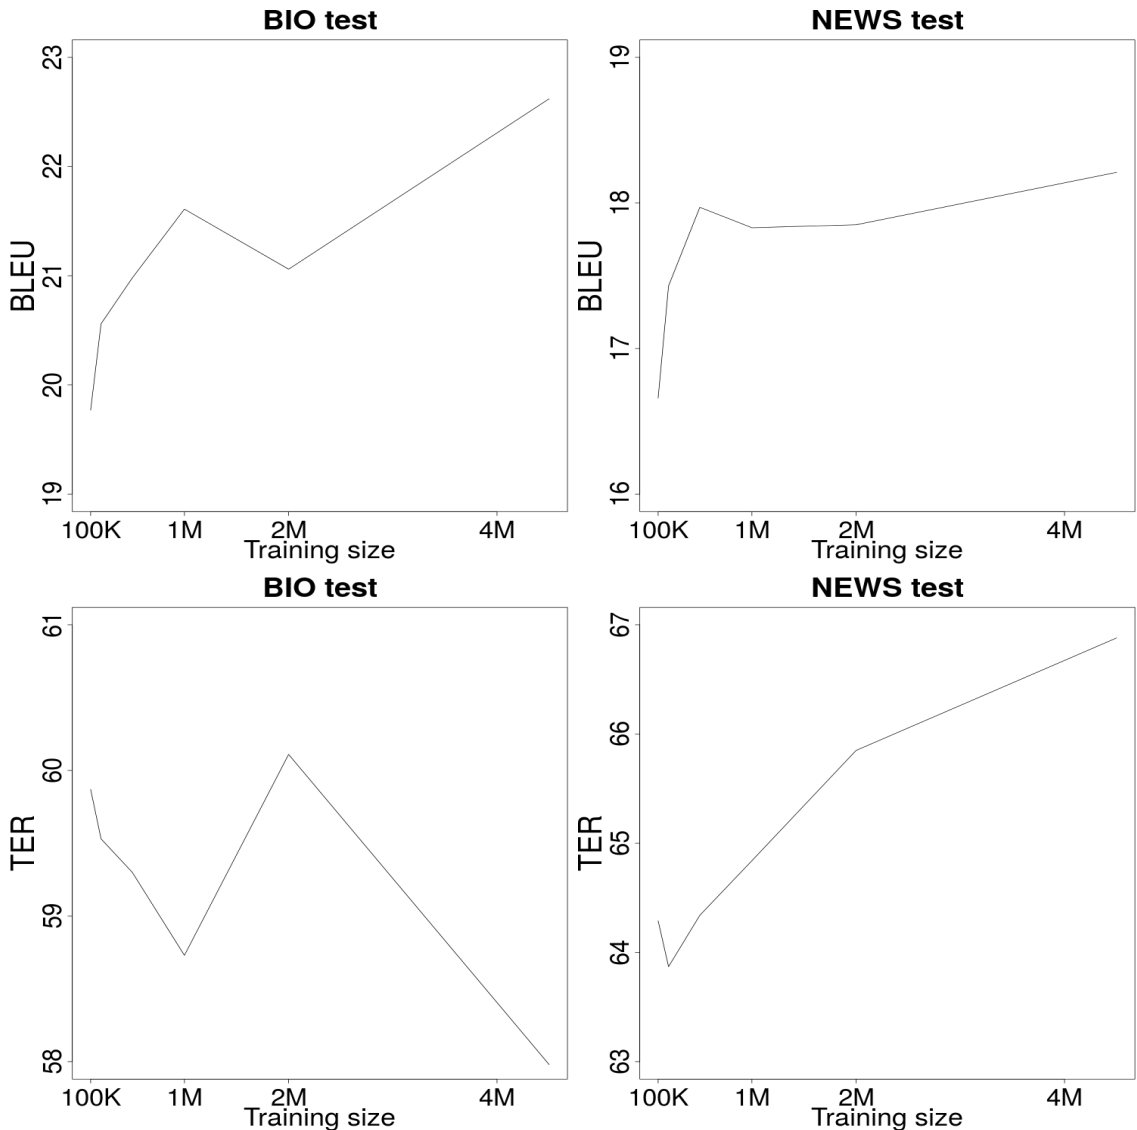 BIO test
23
22
21
20
19
BLEU
100K 1M 2M 4M
Training size
NEWS test
19
18
17
16
BLEU
100K 1M 2M 4M
Training size
BIO test
61
60
59
58
TER
100K 1M 2M 4M
Training size
NEWS test
67
66
65
64
63
TER
100K 1M 2M 4M
Training size